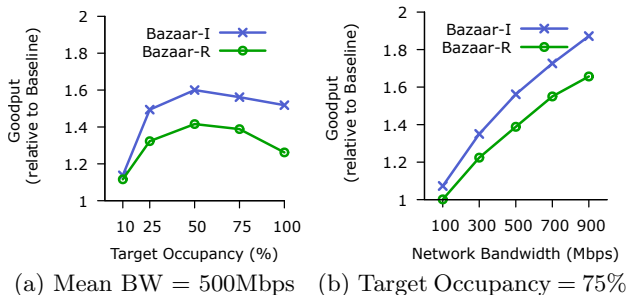 2
1.8
1.6
1.4
1.2
1
Goodput
(relative to Baseline)
Bazaar-I
Bazaar-R
10 25 50 75 100
Target Occupancy (%)
(a) Mean BW = 500Mbps
2
1.8
1.6
1.4
1.2
1
Goodput
(relative to Baseline)
Bazaar-I
Bazaar-R
100 300 500 700 900
Network Bandwidth (Mbps)
(b) Target Occupancy = 75%